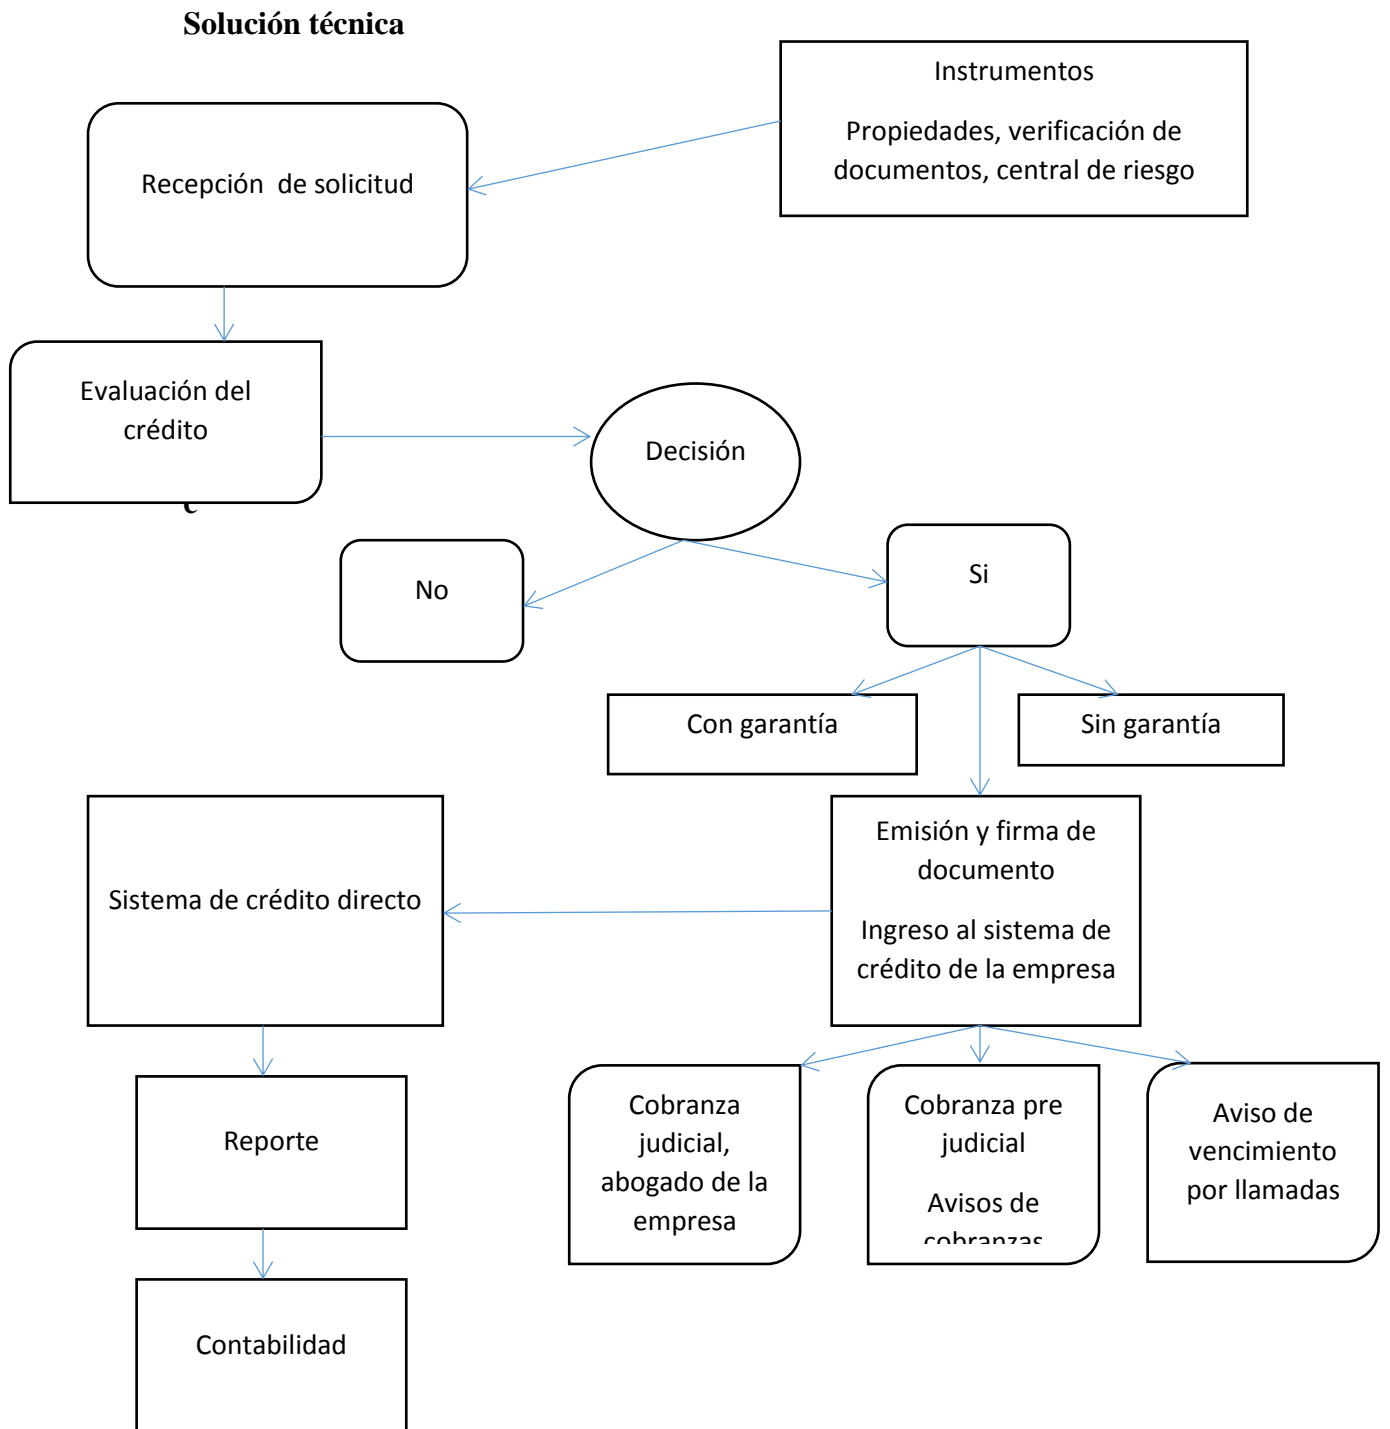 Solución técnica
Instrumentos
Propiedades, verificación de
documentos, central de riesgo
Recepción de solicitud
Evaluación del
crédito
Decisión
No
Si
Con garantía
Sin garantía
Emisión y firma de
documento
Ingreso al sistema de
crédito de la empresa
Sistema de crédito directo
Reporte
Contabilidad
Cobranza
judicial,
abogado de la
empresa
Cobranza pre
judicial
Avisos de
cobranzas
Aviso de
vencimiento
por llamadas